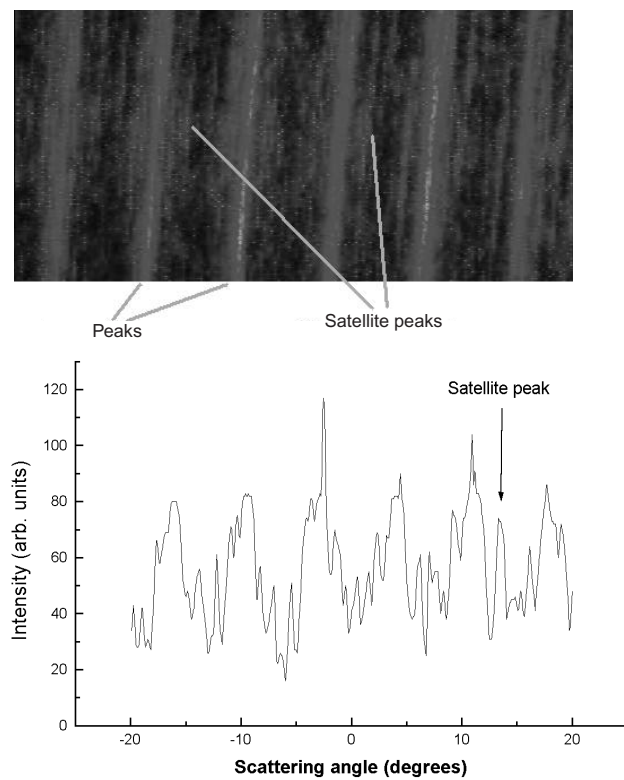 Peaks
Satellite peaks
Satellite peak
Intensity (arb. units)
120
100
80
60
40
20
0
-20
-10
0
10
20
Scattering angle (degrees)